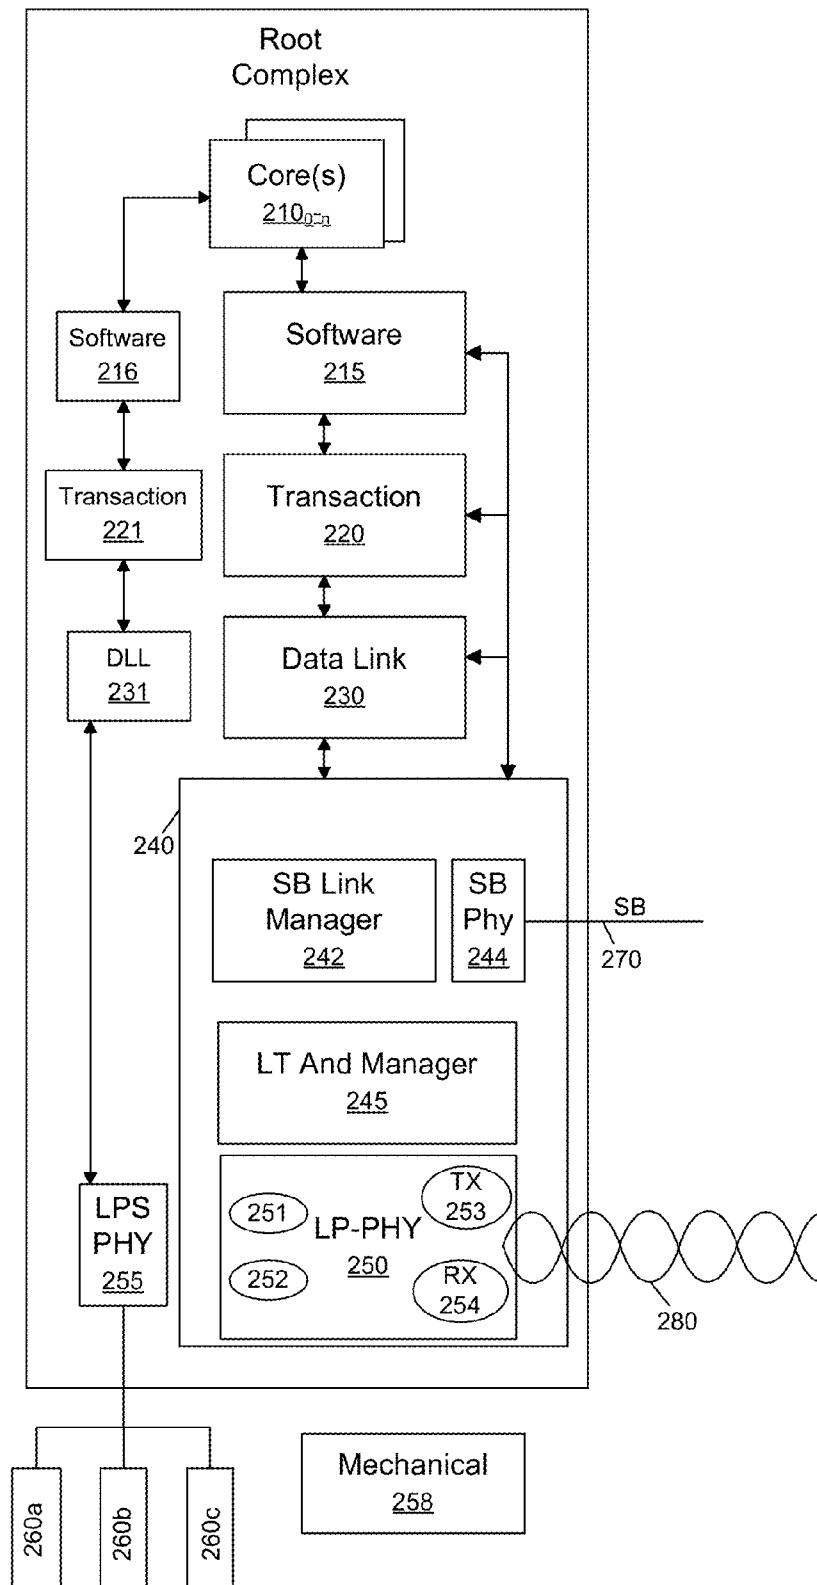 Root
Complex
Core(s)
210₀₋ₙ
Software
216
Software
215
Transaction
221
Transaction
220
DLL
231
Data Link
230
240
SB Link
Manager
242
SB
Phy
244
SB
270
LT And Manager
245
LPS
PHY
255
251
252
LP-PHY
250
TX
253
RX
254
280
260a
260b
260c
Mechanical
258